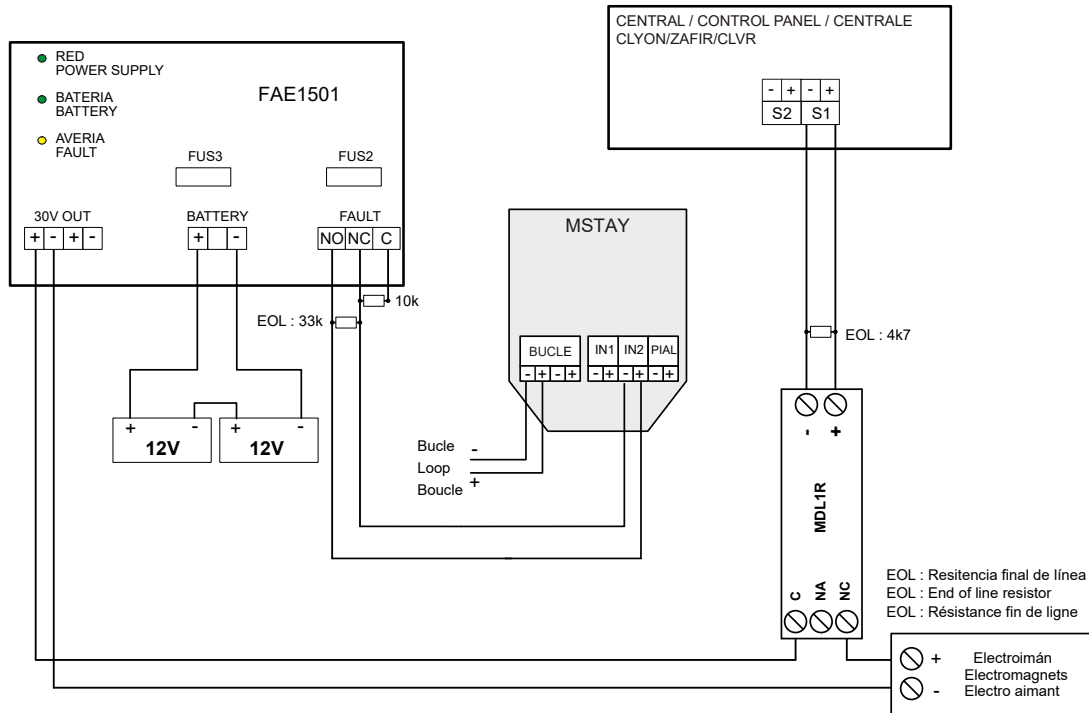 CENTRAL / CONTROL PANEL / CENTRALE
CLYON/ZAFIR/CLVR
- + - +
S2 S1
RED
POWER SUPPLY
BATERIA
BATTERY
AVERIA
FAULT
FAE1501
FUS3
FUS2
30V OUT
+ - + -
BATTERY
+ -
FAULT
NO NC C
10k
EOL : 33k
MSTAY
BUCLE
- + - +
IN1 IN2 PIAL
- + - + - +
EOL : 4k7
+ -
12V
+ -
12V
Bucle -
Loop
Boucle +
- +
MDL1R
C NA NC
EOL : Resitencia final de línea
EOL : End of line resistor
EOL : Résistance fin de ligne
+ Electroimán
Electromagnets
- Electro aimant